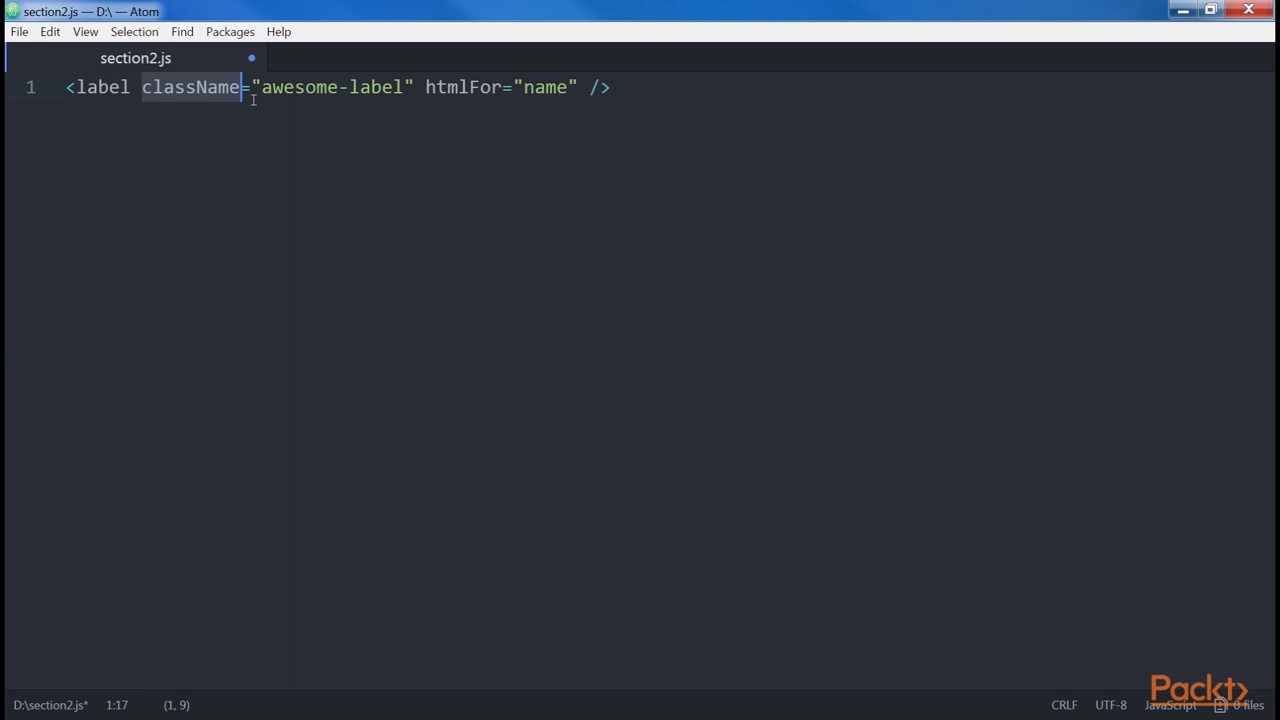 section2.js — D:\ — Atom
File Edit View Selection Find Packages Help
section2.js
1 <label className="awesome-label" htmlFor="name" />
Packt>
D:\section2.js* 1:17 (1, 9) CRLF UTF-8 JavaScript 0 files